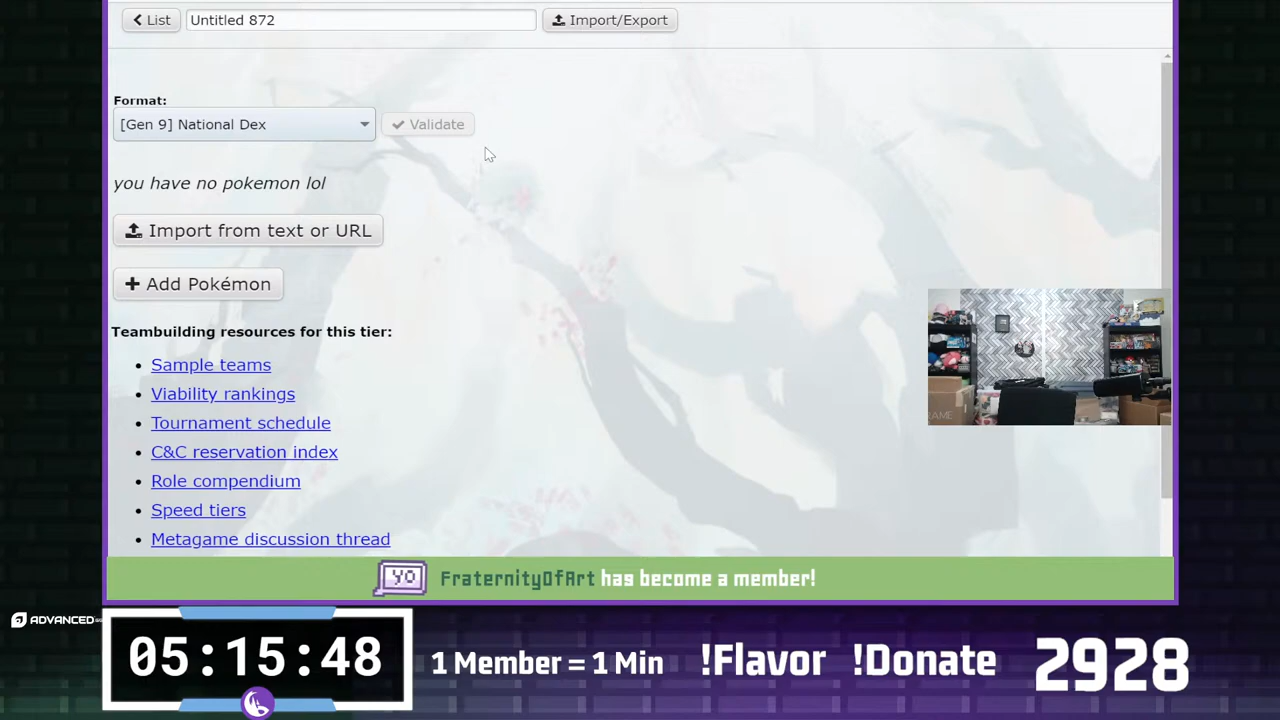 List
Untitled 872
Import/Export
Format:
[Gen 9] National Dex
Validate
you have no pokemon lol
Import from text or URL
Add Pokémon
Teambuilding resources for this tier:
Sample teams
Viability rankings
Tournament schedule
C&C reservation index
Role compendium
Speed tiers
Metagame discussion thread
YO
FraternityOfArt has become a member!
ADVANCED
05:15:48
1 Member = 1 Min
!Flavor
!Donate
2928